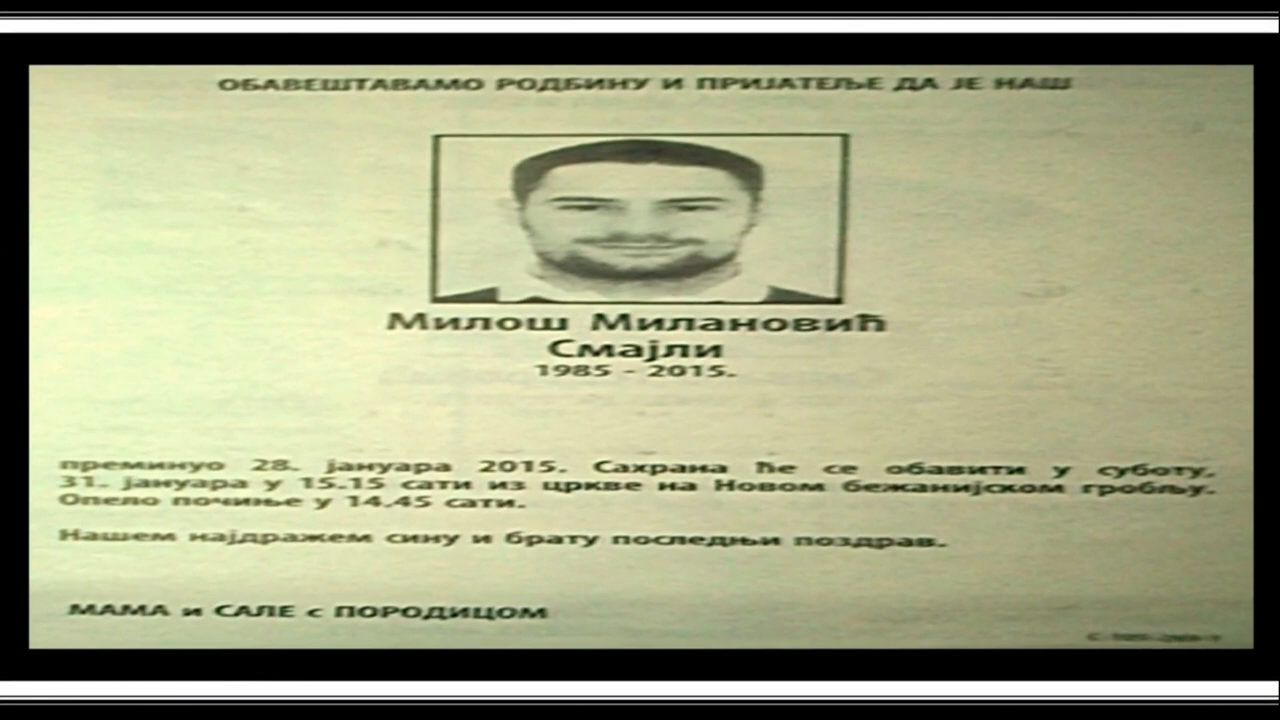 ОБАВЕШТАВАМО РОДБИНУ И ПРИЈАТЕЉЕ ДА ЈЕ НАШ
Милош Милановић
Смајли
1985 - 2015.
преминуо 28. јануара 2015. Сахрана ће се обавити у суботу,
31. јануара у 15.15 сати из цркве на Новом бежанијском гробљу.
Опело почиње у 14.45 сати.
Нашем најдражем сину и брату последњи поздрав.
МАМА и САЛЕ с ПОРОДИЦОМ